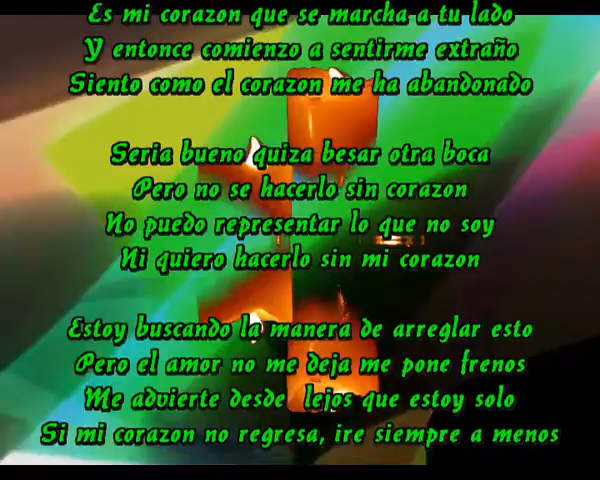 Es mi corazon que se marcha a tu lado
Y entonce comienzo a sentirme extraño
Siento como el corazon me ha abandonado
Seria bueno quiza besar otra boca
Pero no se hacerlo sin corazon
No puedo representar lo que no soy
Ni quiero hacerlo sin mi corazon
Estoy buscando la manera de arreglar esto
Pero el amor no me deja me pone frenos
Me advierte desde lejos que estoy solo
Si mi corazon no regresa, ire siempre a menos